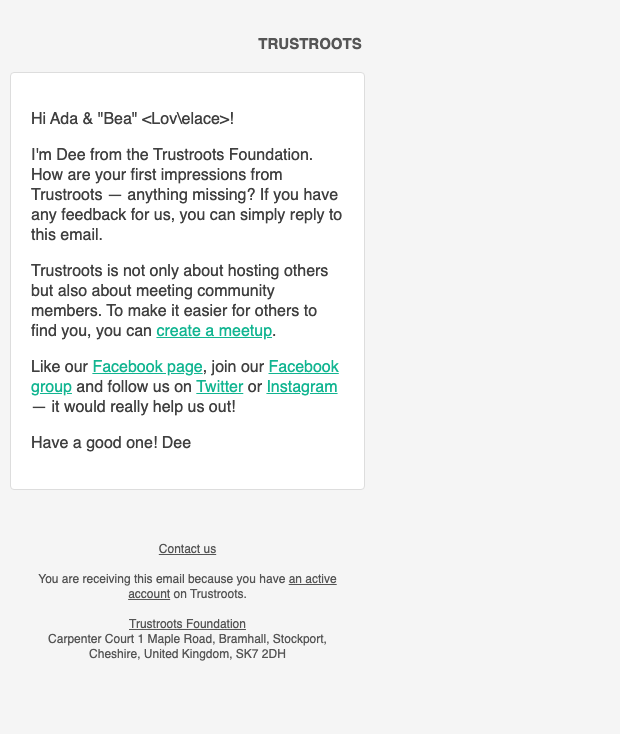 TRUSTROOTS
Hi Ada & "Bea" <Lov\elace>!
I'm Dee from the Trustroots Foundation.
How are your first impressions from
Trustroots — anything missing? If you have
any feedback for us, you can simply reply to
this email.
Trustroots is not only about hosting others
but also about meeting community
members. To make it easier for others to
find you, you can create a meetup.
Like our Facebook page, join our Facebook
group and follow us on Twitter or Instagram
— it would really help us out!
Have a good one! Dee
Contact us
You are receiving this email because you have an active
account on Trustroots.
Trustroots Foundation
Carpenter Court 1 Maple Road, Bramhall, Stockport,
Cheshire, United Kingdom, SK7 2DH